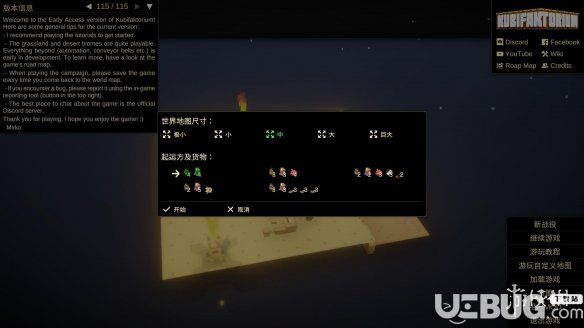 版本信息
115 / 115
Welcome to the Early Access version of Kubifaktorium!
Here are some general tips for the current version:
- I recommend playing the tutorials to get started.
- The grassland and desert biomes are quite playable.
Everything beyond (automation, conveyor belts etc.) is
early in development. To learn more, have a look at the
game's road map.
- When playing the campaign, please save the game
every time you come back to the world map.
- If you encounter a bug, please report it using the in-game
reporting tool (button in the top right).
- The best place to chat about the game is the official
Discord server.
Thank you for playing, I hope you enjoy the game! :)
Mirko
KUBIFAKTORIUM
Discord
Facebook
YouTube
Wiki
Roap Map
Credits
世界地图尺寸：
极小
小
中
大
巨大
起运方及货物：
开始
取消
新战役
继续游戏
游玩教程
游玩自定义地图
加载游戏
退出游戏
下载站
UEBUG.com